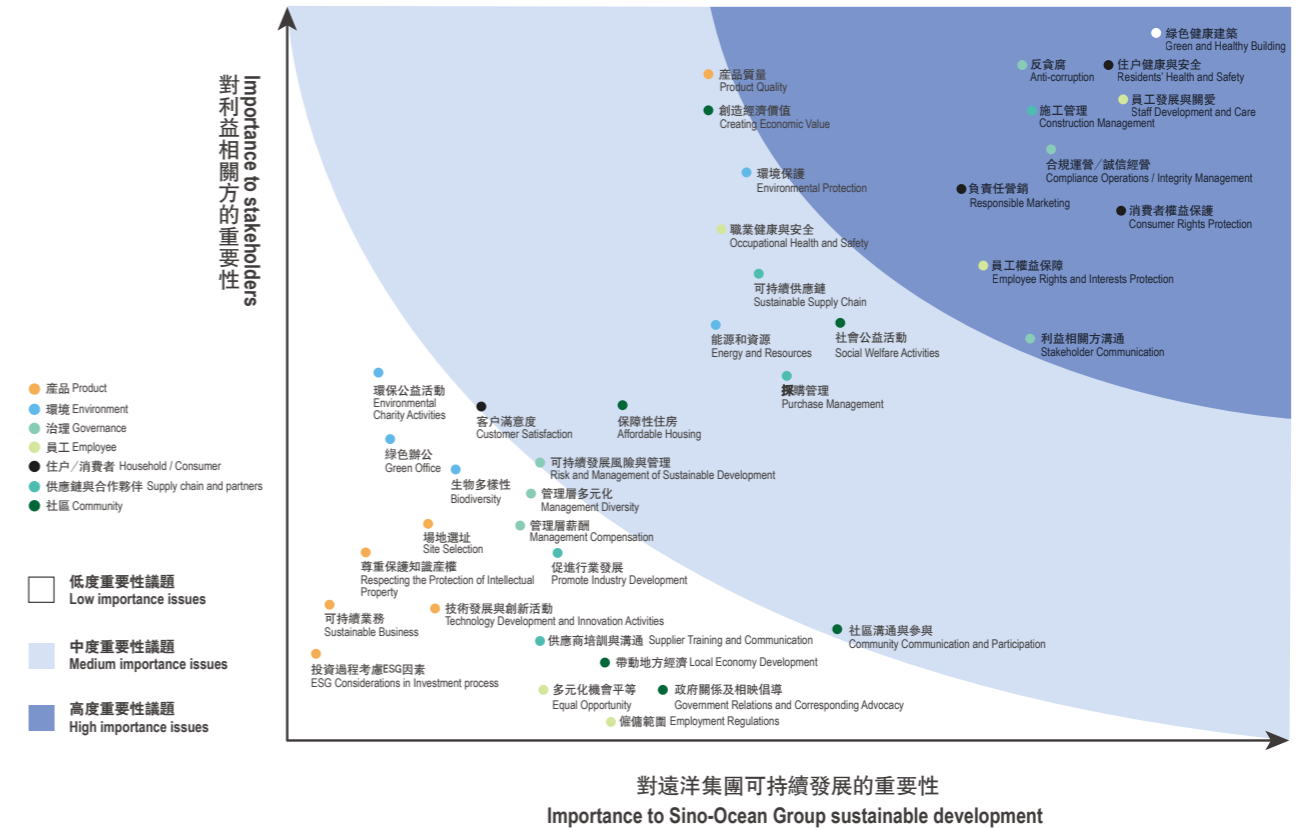 對利益相關方的重要性
Importance to stakeholders
綠色健康建築
Green and Healthy Building
反貪腐
Anti-corruption
住户健康與安全
Residents' Health and Safety
産品質量
Product Quality
員工發展與關愛
Staff Development and Care
創造經濟價值
Creating Economic Value
施工管理
Construction Management
合規運營／誠信經營
Compliance Operations / Integrity Management
環境保護
Environmental Protection
負責任營銷
Responsible Marketing
消費者權益保護
Consumer Rights Protection
職業健康與安全
Occupational Health and Safety
員工權益保障
Employee Rights and Interests Protection
可持續供應鏈
Sustainable Supply Chain
能源和資源
Energy and Resources
社會公益活動
Social Welfare Activities
利益相關方溝通
Stakeholder Communication
環保公益活動
Environmental
Charity Activities
採購管理
Purchase Management
客户滿意度
Customer Satisfaction
保障性住房
Affordable Housing
綠色辦公
Green Office
可持續發展風險與管理
Risk and Management of Sustainable Development
生物多樣性
Biodiversity
管理層多元化
Management Diversity
場地選址
Site Selection
管理層薪酬
Management Compensation
尊重保護知識産權
Respecting the Protection of Intellectual
Property
促進行業發展
Promote Industry Development
可持續業務
Sustainable Business
技術發展與創新活動
Technology Development and Innovation Activities
供應商培訓與溝通 Supplier Training and Communication
社區溝通與參與
Community Communication and Participation
投資過程考慮ESG因素
ESG Considerations in Investment process
帶動地方經濟 Local Economy Development
多元化機會平等
Equal Opportunity
政府關係及相映倡導
Government Relations and Corresponding Advocacy
僱傭範圍 Employment Regulations
産品 Product
環境 Environment
治理 Governance
員工 Employee
住户／消費者 Household / Consumer
供應鏈與合作夥伴 Supply chain and partners
社區 Community
低度重要性議題
Low importance issues
中度重要性議題
Medium importance issues
高度重要性議題
High importance issues
對遠洋集團可持續發展的重要性
Importance to Sino-Ocean Group sustainable development